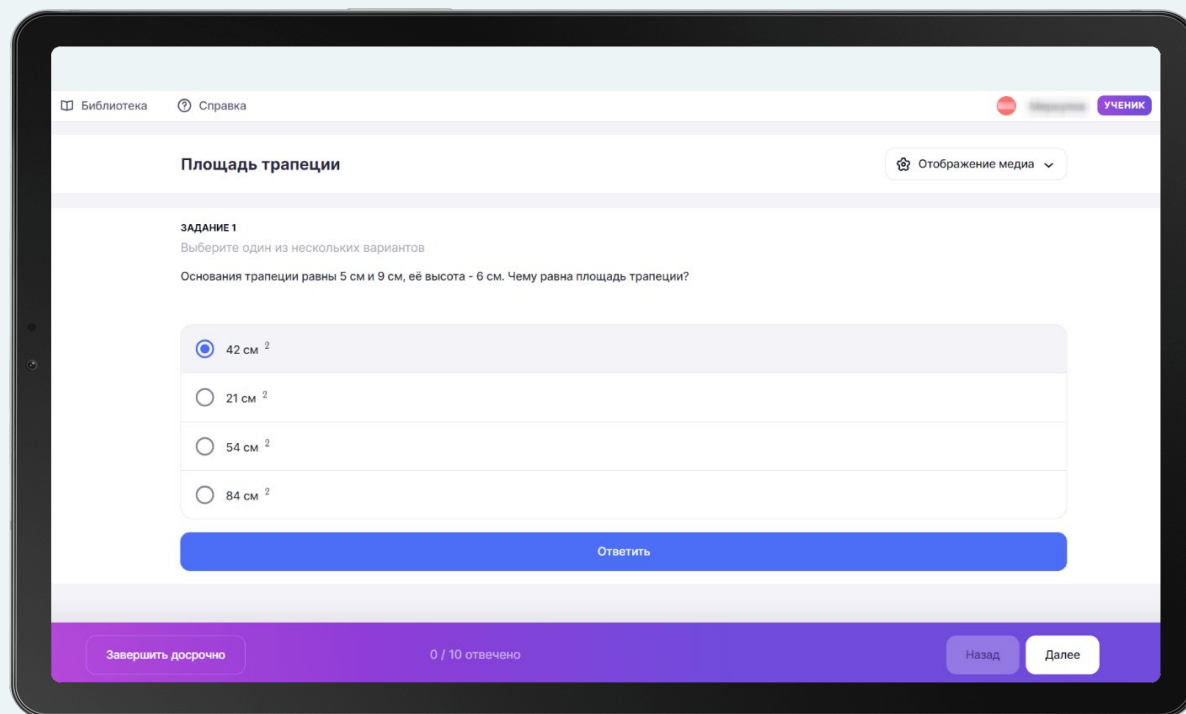 Библиотека Справка УЧЕНИК
Площадь трапеции Отображение медиа
ЗАДАНИЕ 1
Выберите один из нескольких вариантов
Основания трапеции равны 5 см и 9 см, её высота - 6 см. Чему равна площадь трапеции?
42 см ²
21 см ²
54 см ²
84 см ²
Ответить
Завершить досрочно 0 / 10 отвечено Назад Далее